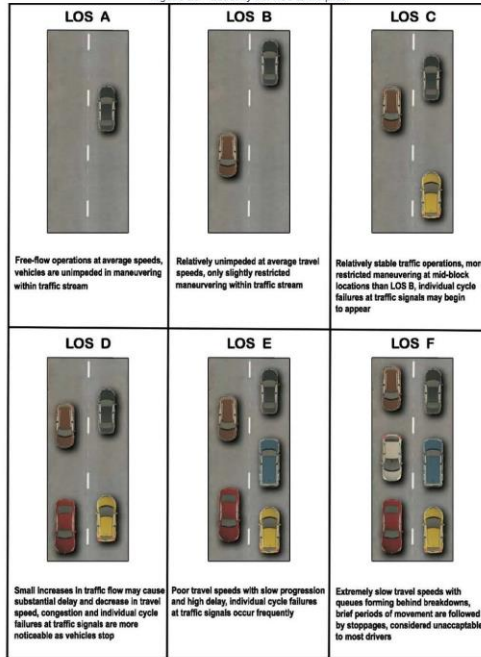 LOS A
LOS B
LOS C
Free-flow operations at average speeds,
vehicles are unimpeded in maneuvering
within traffic stream
Relatively unimpeded at average travel
speeds, only slightly restricted
maneurvering within traffic stream
Relatively stable traffic operations, more
restricted maneuvering at mid-block
locations than LOS B, individual cycle
failures at traffic signals may begin
to appear
LOS D
LOS E
LOS F
Small increases in traffic flow may cause
substantial delay and decrease in travel
speed, congestion and individual cycle
failures at traffic signals are more
noticeable as vehicles stop
Poor travel speeds with slow progression
and high delay, individual cycle failures
at traffic signals occur frequently
Extremely slow travel speeds with
queues forming behind breakdowns,
brief periods of movement are followed
by stoppages, considered unaccaptable
to most drivers